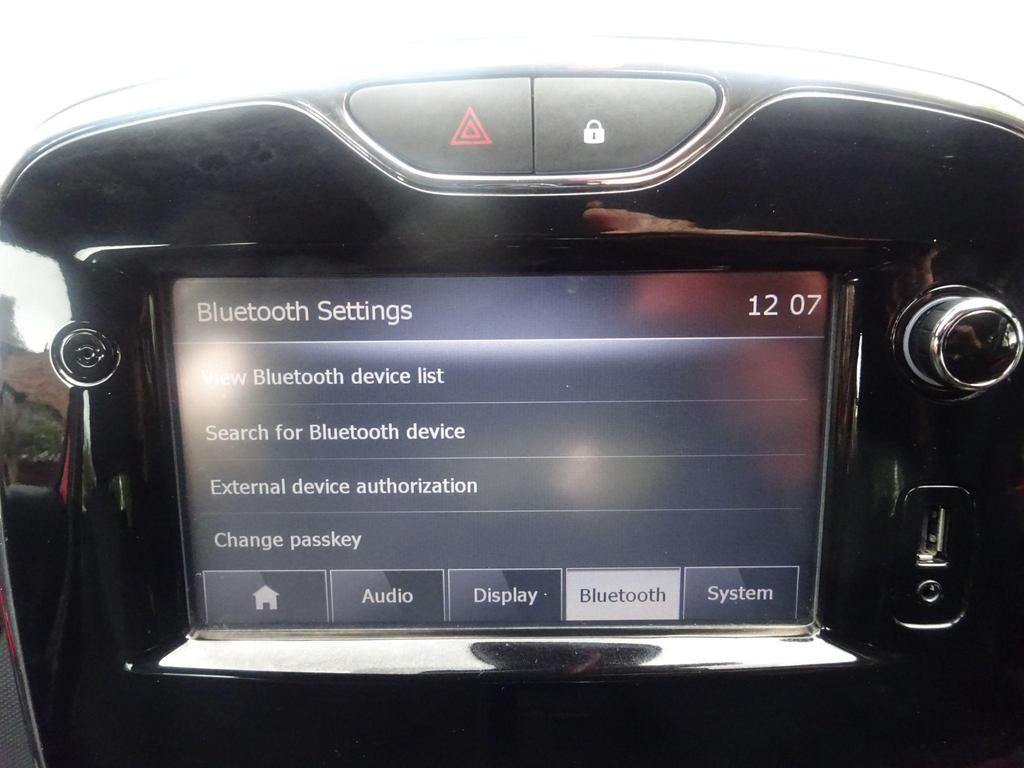 Bluetooth Settings 12 07
View Bluetooth device list
Search for Bluetooth device
External device authorization
Change passkey
Audio Display Bluetooth System